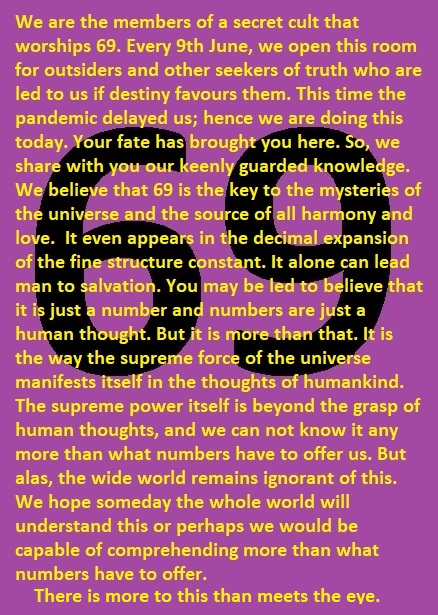 We are the members of a secret cult that
worships 69. Every 9th June, we open this room
for outsiders and other seekers of truth who are
led to us if destiny favours them. This time the
pandemic delayed us; hence we are doing this
today. Your fate has brought you here. So, we
share with you our keenly guarded knowledge.
We believe that 69 is the key to the mysteries of
the universe and the source of all harmony and
love.  It even appears in the decimal expansion
of the fine structure constant. It alone can lead
man to salvation. You may be led to believe that
it is just a number and numbers are just a
human thought. But it is more than that. It is
the way the supreme force of the universe
manifests itself in the thoughts of humankind.
The supreme power itself is beyond the grasp of
human thoughts, and we can not know it any
more than what numbers have to offer us. But
alas, the wide world remains ignorant of this.
We hope someday the whole world will
understand this or perhaps we would be
capable of comprehending more than what
numbers have to offer.
There is more to this than meets the eye.
69